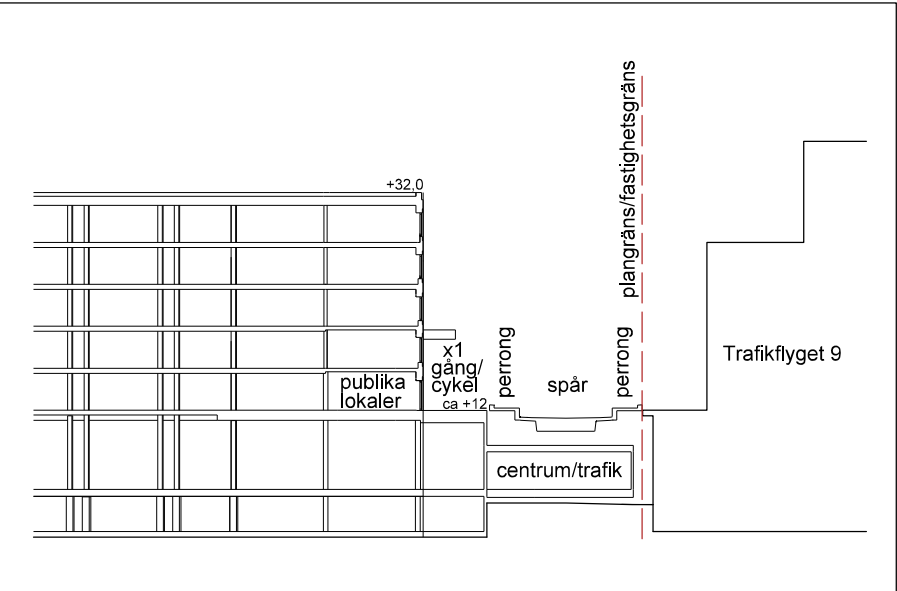 plangräns/fastighetsgräns
+32,0
x1
gång/
cykel
ca +12
publika
lokaler
perrong
spår
perrong
Trafikflyget 9
centrum/trafik